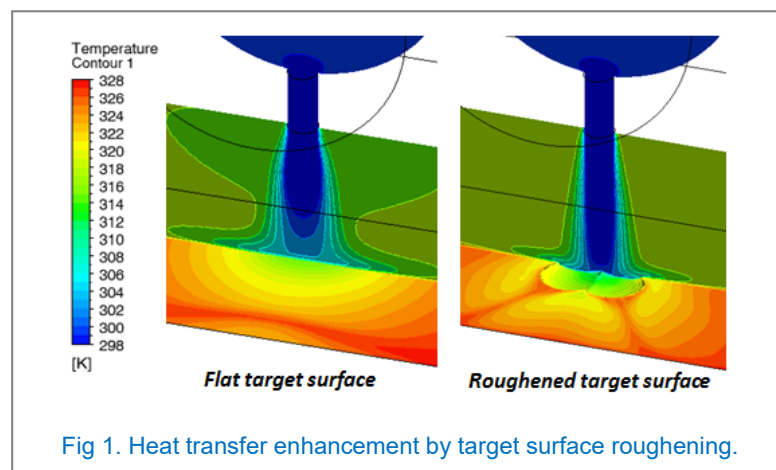 Temperature
Contour 1
328
326
324
322
320
318
316
314
312
310
308
306
304
302
300
298
[K]
Flat target surface
Roughened target surface
Fig 1. Heat transfer enhancement by target surface roughening.